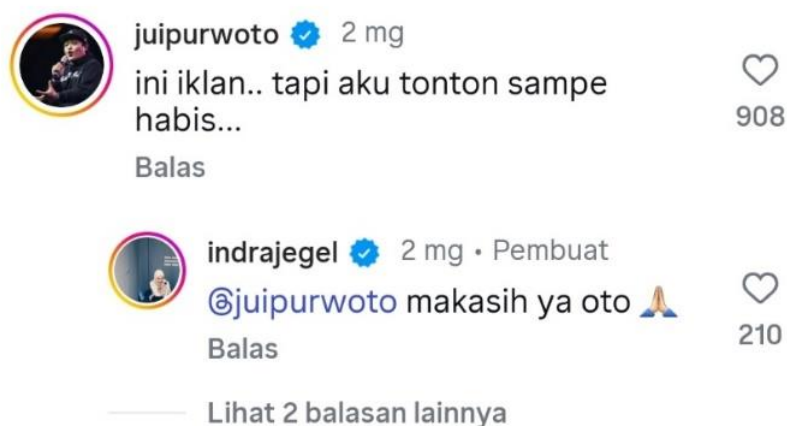 juipurwoto 2 mg
ini iklan.. tapi aku tonton sampe
habis...
908
Balas
indrajegel 2 mg • Pembuat
@juipurwoto makasih ya oto 🙏🏼
210
Balas
Lihat 2 balasan lainnya